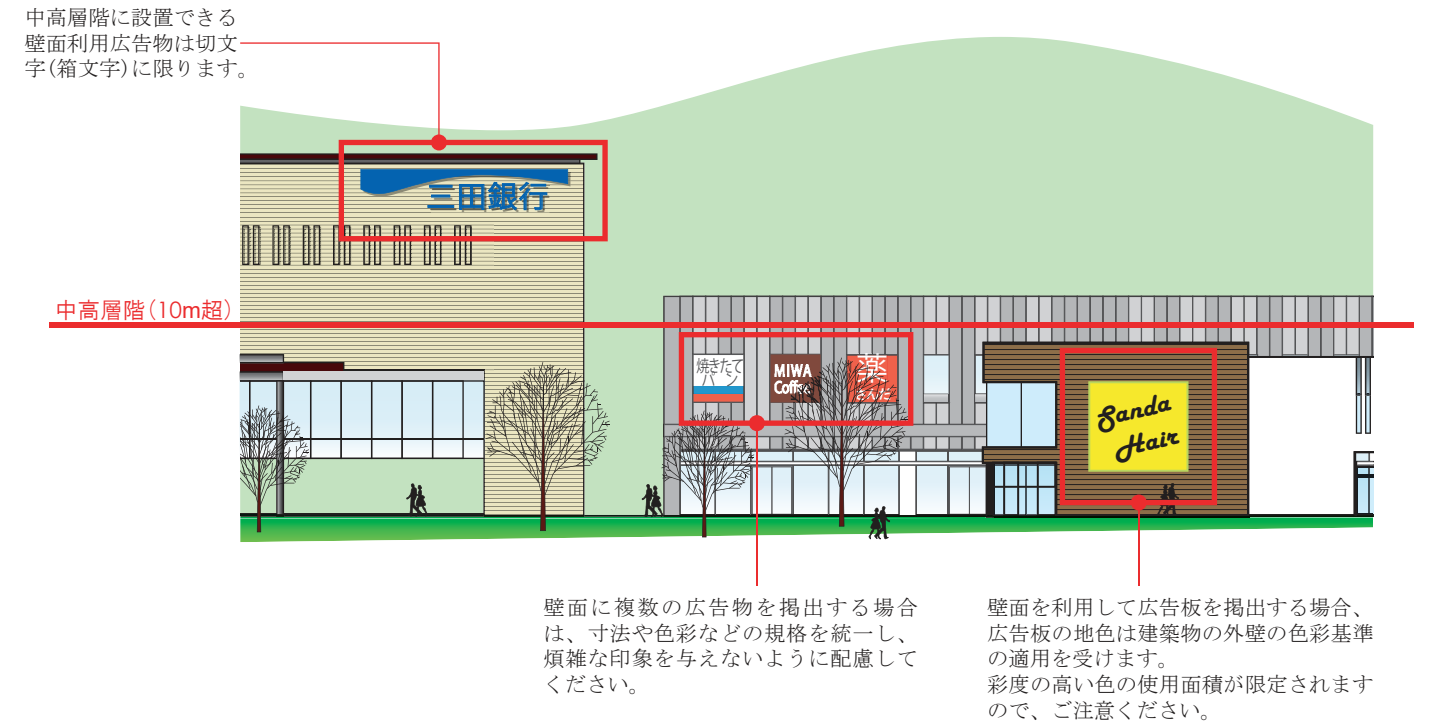 中高層階に設置できる
壁面利用広告物は切文
字(箱文字)に限ります。
三田銀行
中高層階(10m超)
焼きたて
パン
MIWA
Coffee
薬
Sanda
Hair
壁面に複数の広告物を掲出する場合
は、寸法や色彩などの規格を統一し、
煩雑な印象を与えないように配慮して
ください。
壁面を利用して広告板を掲出する場合、
広告板の地色は建築物の外壁の色彩基準
の適用を受けます。
彩度の高い色の使用面積が限定されます
ので、ご注意ください。